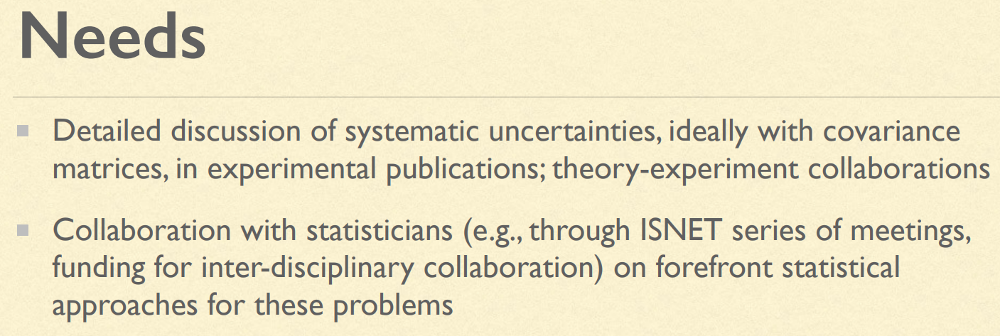 Needs
Detailed discussion of systematic uncertainties, ideally with covariance
matrices, in experimental publications; theory-experiment collaborations
Collaboration with statisticians (e.g., through ISNET series of meetings,
funding for inter-disciplinary collaboration) on forefront statistical
approaches for these problems